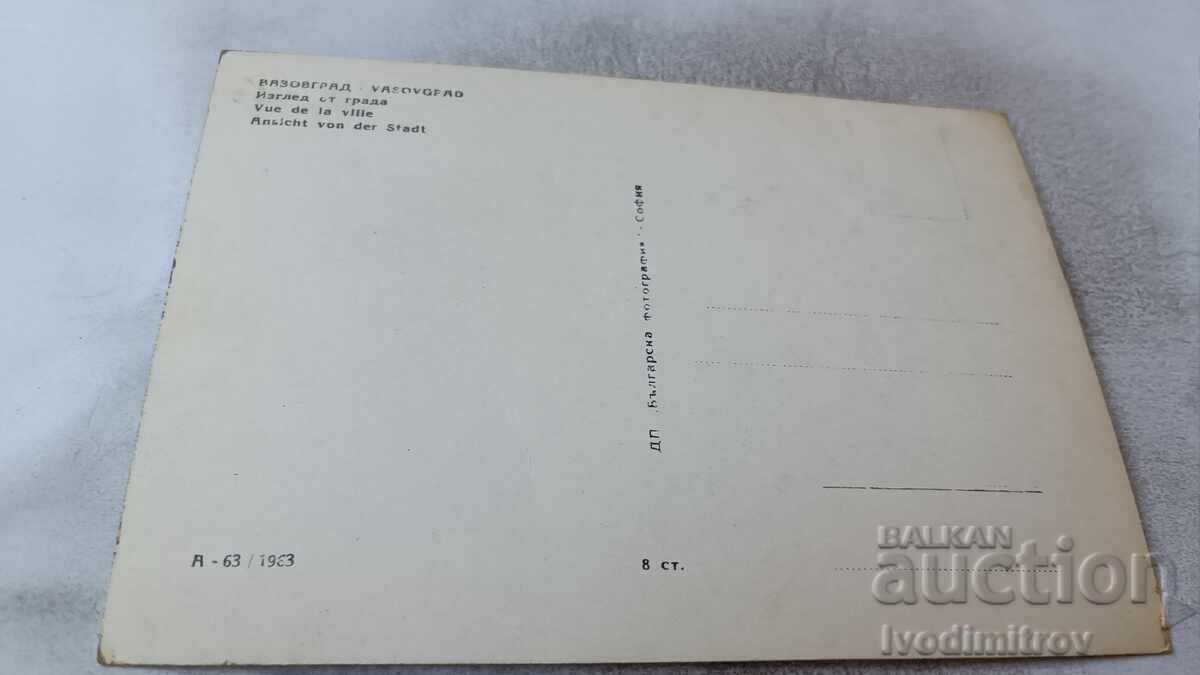 ВАЗОВГРАД · VASOVGRAD
Изглед от града
Vue de la ville
Ansicht von der Stadt
ДП „Българска Фотография“ · София
А - 63 / 1963
8 ст.
BALKAN
auction
Ivodimitrov